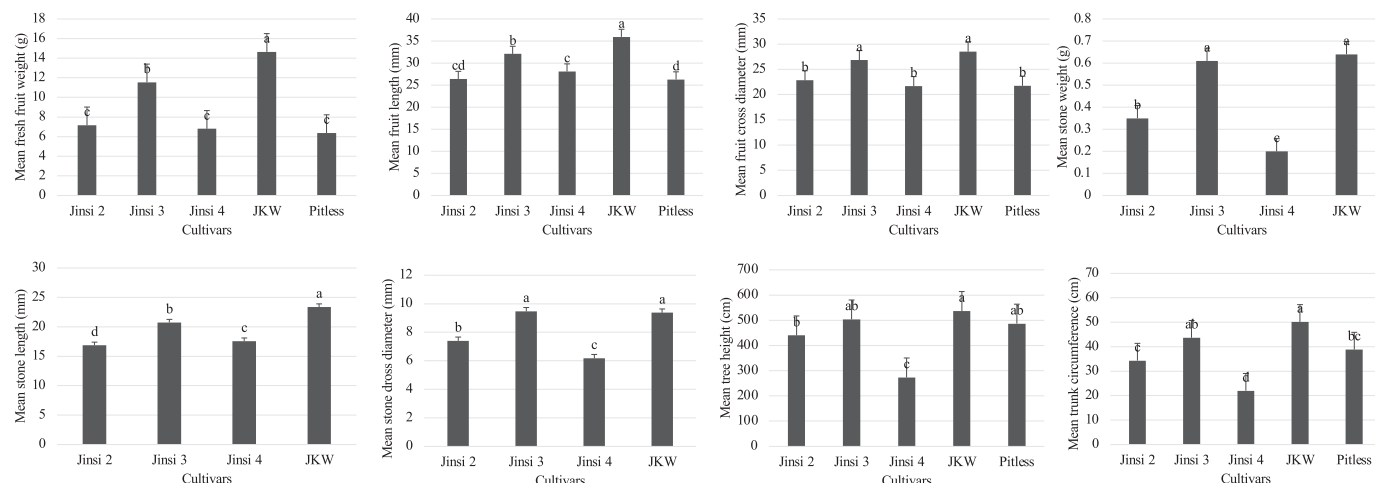 Mean fresh fruit weight (g)
18
16
14
12
10
8
6
4
2
0
c
b
c
a
c
Jinsi 2 Jinsi 3 Jinsi 4 JKW Pitless
Cultivars
Mean fruit length (mm)
40
35
30
25
20
15
10
5
0
cd
b
c
a
d
Jinsi 2 Jinsi 3 Jinsi 4 JKW Pitless
Cultivars
Mean fruit cross diameter (mm)
35
30
25
20
15
10
5
0
b
a
b
a
b
Jinsi 2 Jinsi 3 Jinsi 4 JKW Pitless
Cultivars
Mean stone weight (g)
0.8
0.7
0.6
0.5
0.4
0.3
0.2
0.1
0
b
a
c
a
Jinsi 2 Jinsi 3 Jinsi 4 JKW
Cultivars
Mean stone length (mm)
30
25
20
15
10
5
0
d
b
c
a
Jinsi 2 Jinsi 3 Jinsi 4 JKW
Cultivars
Mean stone dross diameter (mm)
12
10
8
6
4
2
0
b
a
c
a
Jinsi 2 Jinsi 3 Jinsi 4 JKW
Cultivars
Mean tree height (cm)
700
600
500
400
300
200
100
0
b
ab
c
a
ab
Jinsi 2 Jinsi 3 Jinsi 4 JKW Pitless
Cultivars
Mean trunk circumference (cm)
70
60
50
40
30
20
10
0
c
ab
d
a
bc
Jinsi 2 Jinsi 3 Jinsi 4 JKW Pitless
Cultivars